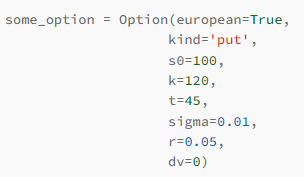 some_option = Option(european=True,
                     kind='put',
                     s0=100,
                     k=120,
                     t=45,
                     sigma=0.01,
                     r=0.05,
                     dv=0)